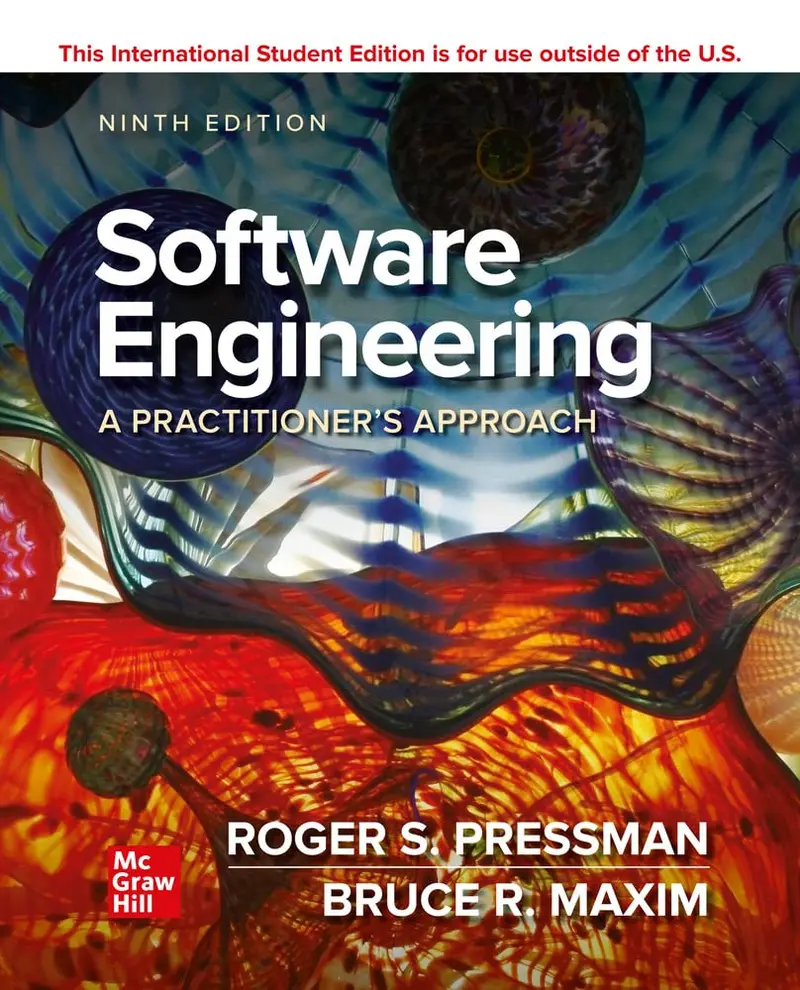 This International Student Edition is for use outside of the U.S.
NINTH EDITION
Software
Engineering
A PRACTITIONER’S APPROACH
ROGER S. PRESSMAN
BRUCE R. MAXIM
Mc
Graw
Hill